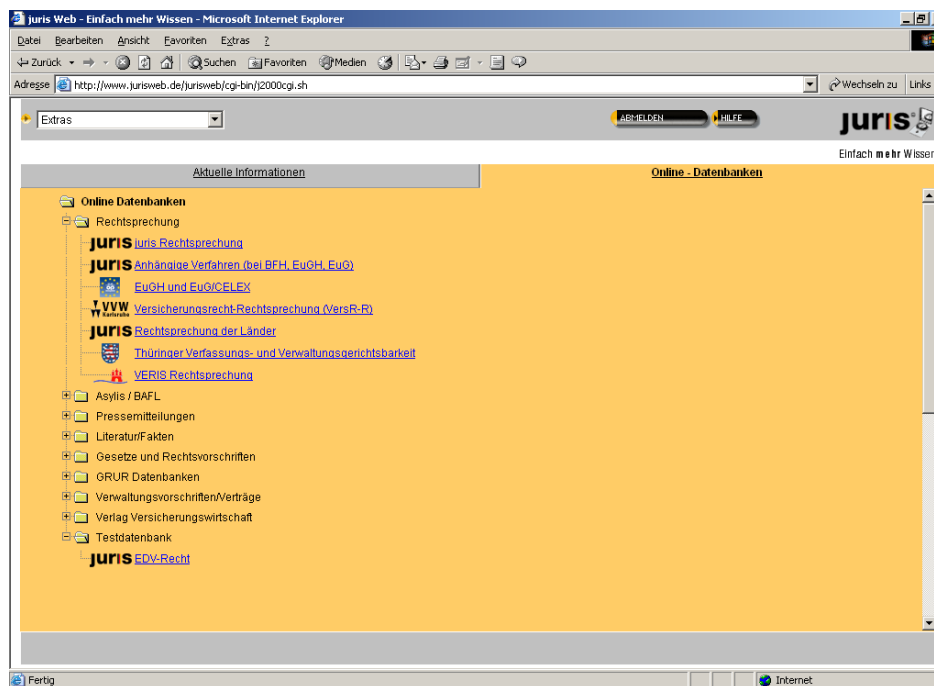 juris Web - Einfach mehr Wissen - Microsoft Internet Explorer
Datei Bearbeiten Ansicht Favoriten Extras ?
Zurück Suchen Favoriten Medien
Adresse http://www.jurisweb.de/jurisweb/cgi-bin/j2000cgi.sh Wechseln zu Links
Extras ABMELDEN HILFE juris
Einfach mehr Wissen
Aktuelle Informationen Online - Datenbanken
Online Datenbanken
Rechtsprechung
juris juris Rechtsprechung
juris Anhängige Verfahren (bei BFH, EuGH, EuG)
EuGH und EuG/CELEX
VVW Karlsruhe Versicherungsrecht-Rechtsprechung (VersR-R)
juris Rechtsprechung der Länder
Thüringer Verfassungs- und Verwaltungsgerichtsbarkeit
VERIS Rechtsprechung
Asylis / BAFL
Pressemitteilungen
Literatur/Fakten
Gesetze und Rechtsvorschriften
GRUR Datenbanken
Verwaltungsvorschriften/Verträge
Verlag Versicherungswirtschaft
Testdatenbank
juris EDV-Recht
Fertig Internet